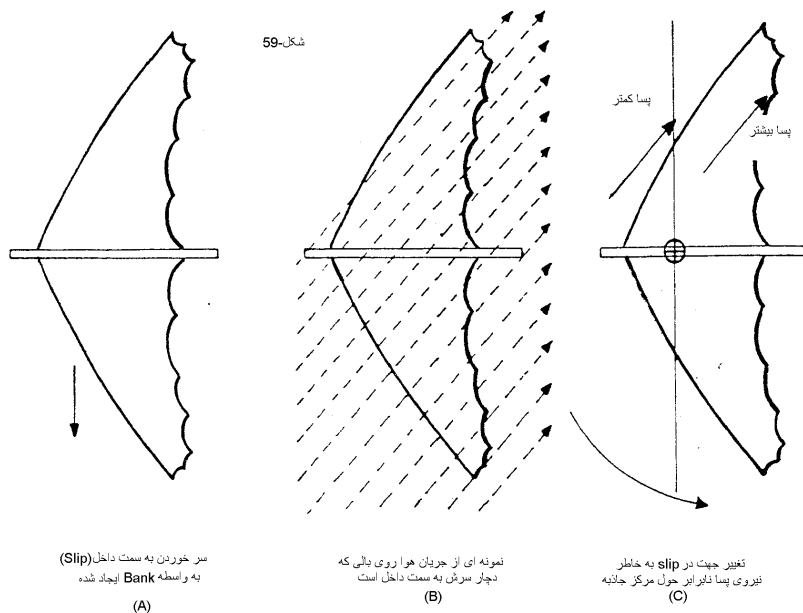 شکل-59
پسا کمتر
پسا بیشتر
سر خوردن به سمت داخل(Slip)
به واسطه Bank ایجاد شده
(A)
نمونه ای از جریان هوا روی بالی که
دچار سرش به سمت داخل است
(B)
تغییر جهت در slip به خاطر
نیروی پسا نابرابر حول مرکز جاذبه
(C)